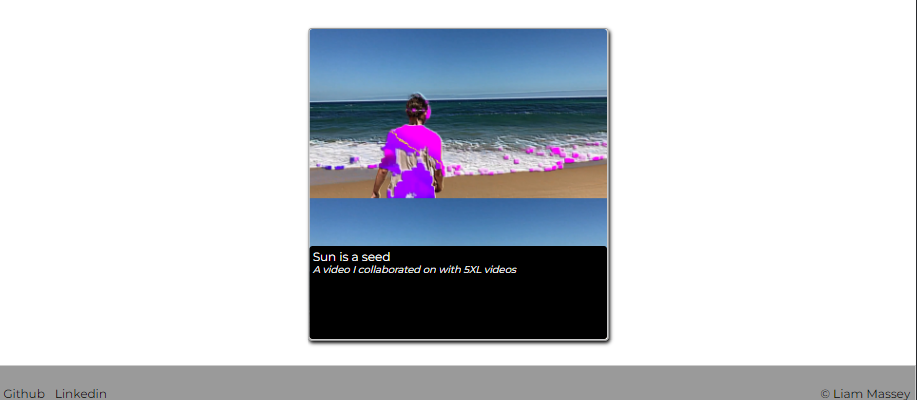 Sun is a seed
A video I collaborated on with 5XL videos
Github Linkedin © Liam Massey